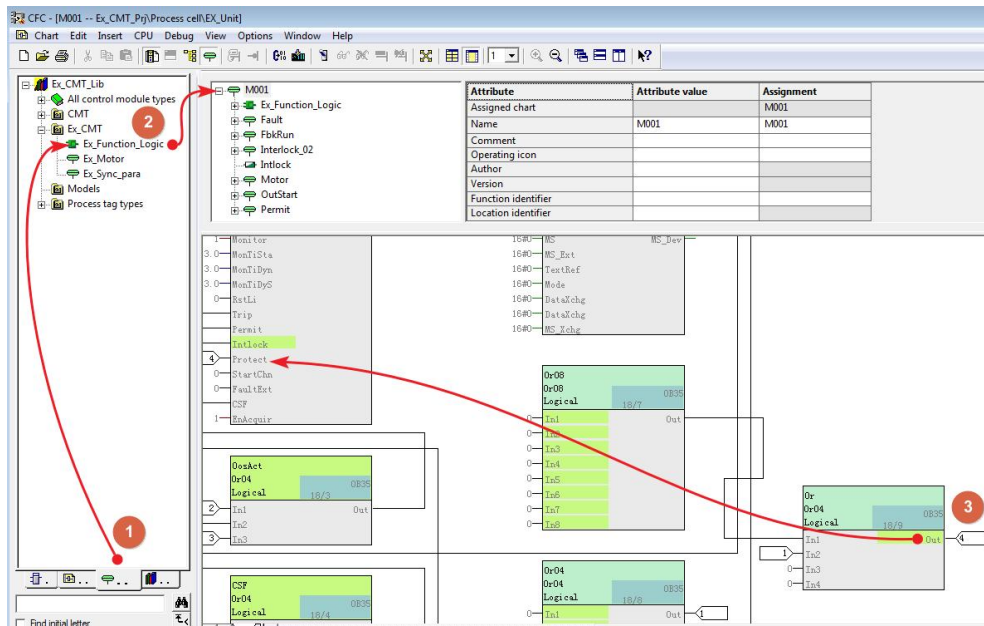 CFC - [M001 -- Ex_CMT_Prj\Process cell\EX_Unit]
Chart Edit Insert CPU Debug View Options Window Help
1
Ex_CMT_Lib
All control module types
CMT
Ex_CMT
Ex_Function_Logic
Ex_Motor
Ex_Sync_para
Models
Process tag types
2
M001
Ex_Function_Logic
Fault
FbkRun
Interlock_02
Intlock
Motor
OutStart
Permit
Attribute Attribute value Assignment
Assigned chart M001
Name M001 M001
Comment
Operating icon
Author
Version
Function identifier
Location identifier
1 Monitor
3.0 MonTiSta
3.0 MonTiDyn
3.0 MonTiDyS
0 RstLi
Trip
Permit
Intlock
4 Protect
0 StartChn
0 FaultExt
CSF
1 EnAcquir
16#0 MS MS_Dev
16#0 MS_Ext
16#0 TextRef
16#0 Mode
16#0 DataXchg
16#0 DataXchg
16#0 MS_Xchg
Or08
Or08 OB35
Logical 18/7
0 In1 Out
0 In2
0 In3
0 In4
0 In5
0 In6
0 In7
0 In8
OosAct
Or04 OB35
Logical 18/3
2 In1 Out
In2
3 In3
Or
Or04 OB35
Logical 18/9
In1 Out 4
1 In2
0 In3
0 In4
3
CSF
Or04 OB35
Logical 18/4
Or04
Or04 OB35
Logical 18/8
0 In1 Out 1
1
Find initial letter